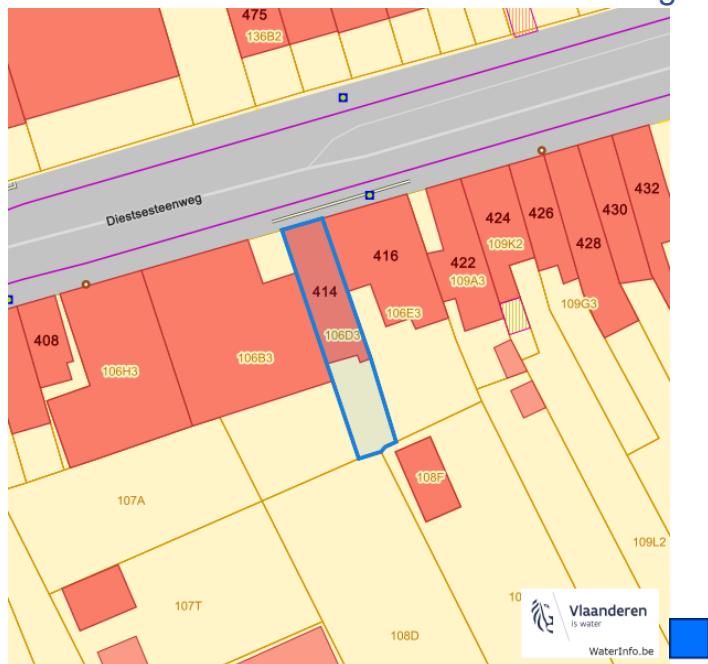 475
136B2
Diestsesteenweg
432
430
426
424
428
109K2
416
422
109A3
414
109G3
106E3
106D3
408
106B3
106H3
108F
107A
109L2
107T
108D
Vlaanderen
is water
WaterInfo.be